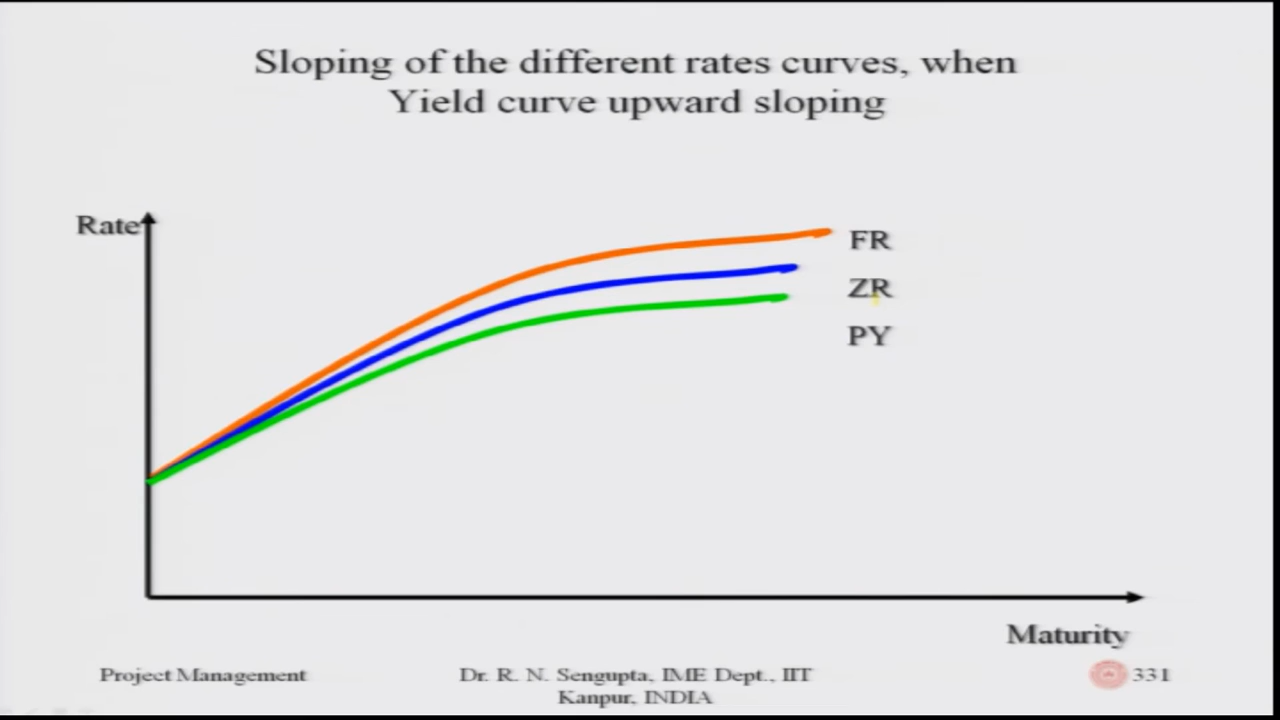 Sloping of the different rates curves, when
Yield curve upward sloping
Rate
FR
ZR
PY
Maturity
Project Management
Dr. R. N. Sengupta, IME Dept., IIT
Kanpur, INDIA
331